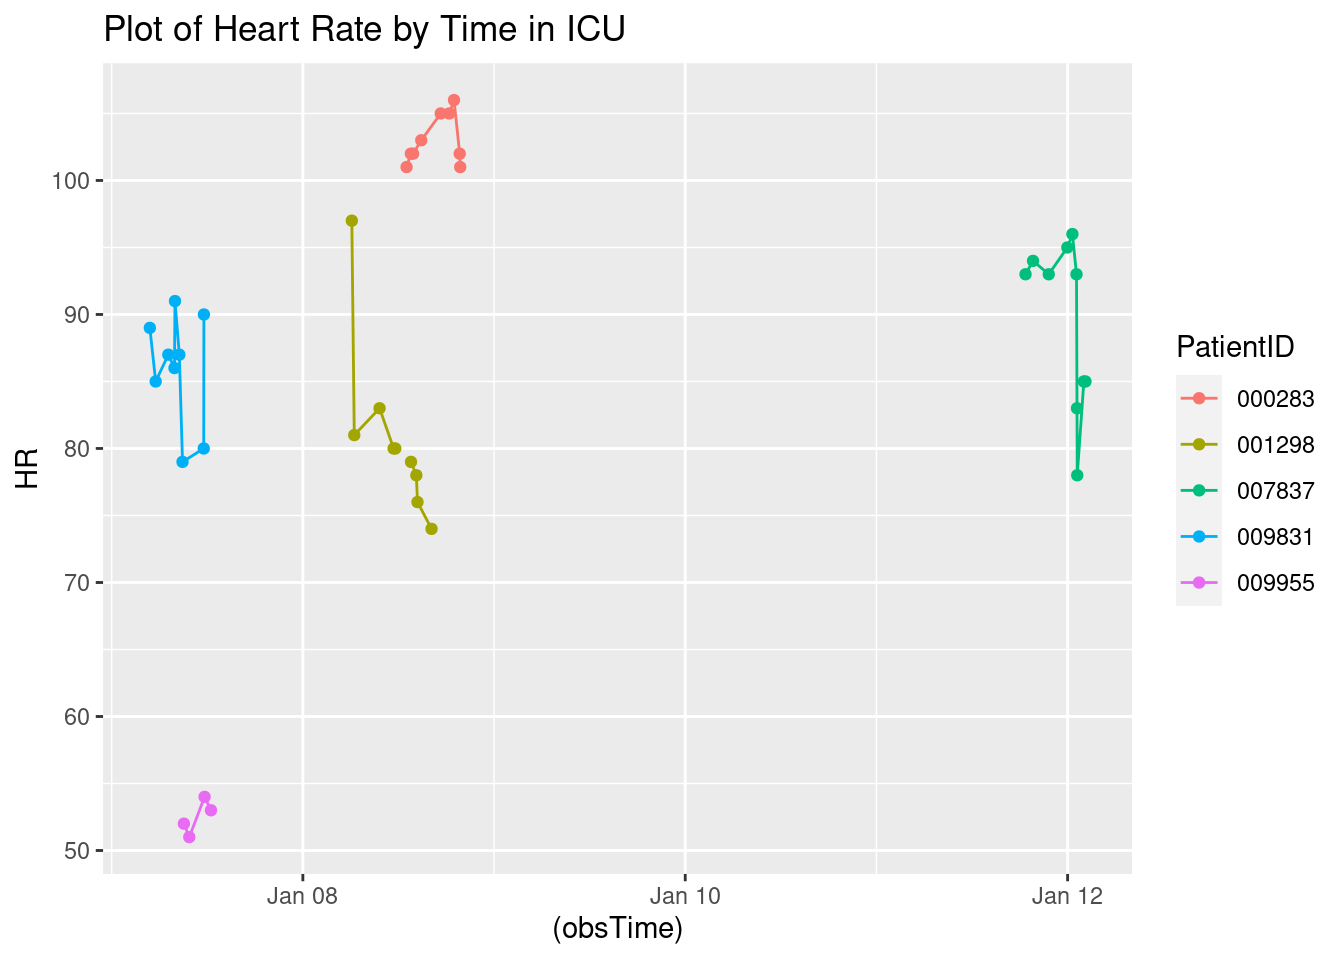 Plot of Heart Rate by Time in ICU
100
90
80
70
60
50
HR
Jan 08
Jan 10
Jan 12
(obsTime)
PatientID
000283
001298
007837
009831
009955